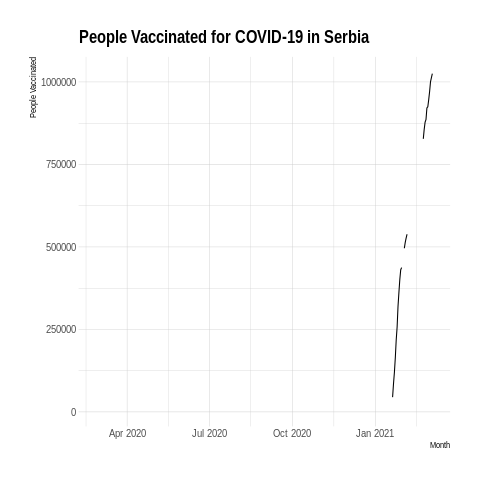 People Vaccinated for COVID-19 in Serbia
People Vaccinated
1000000
750000
500000
250000
0
Apr 2020
Jul 2020
Oct 2020
Jan 2021
Month